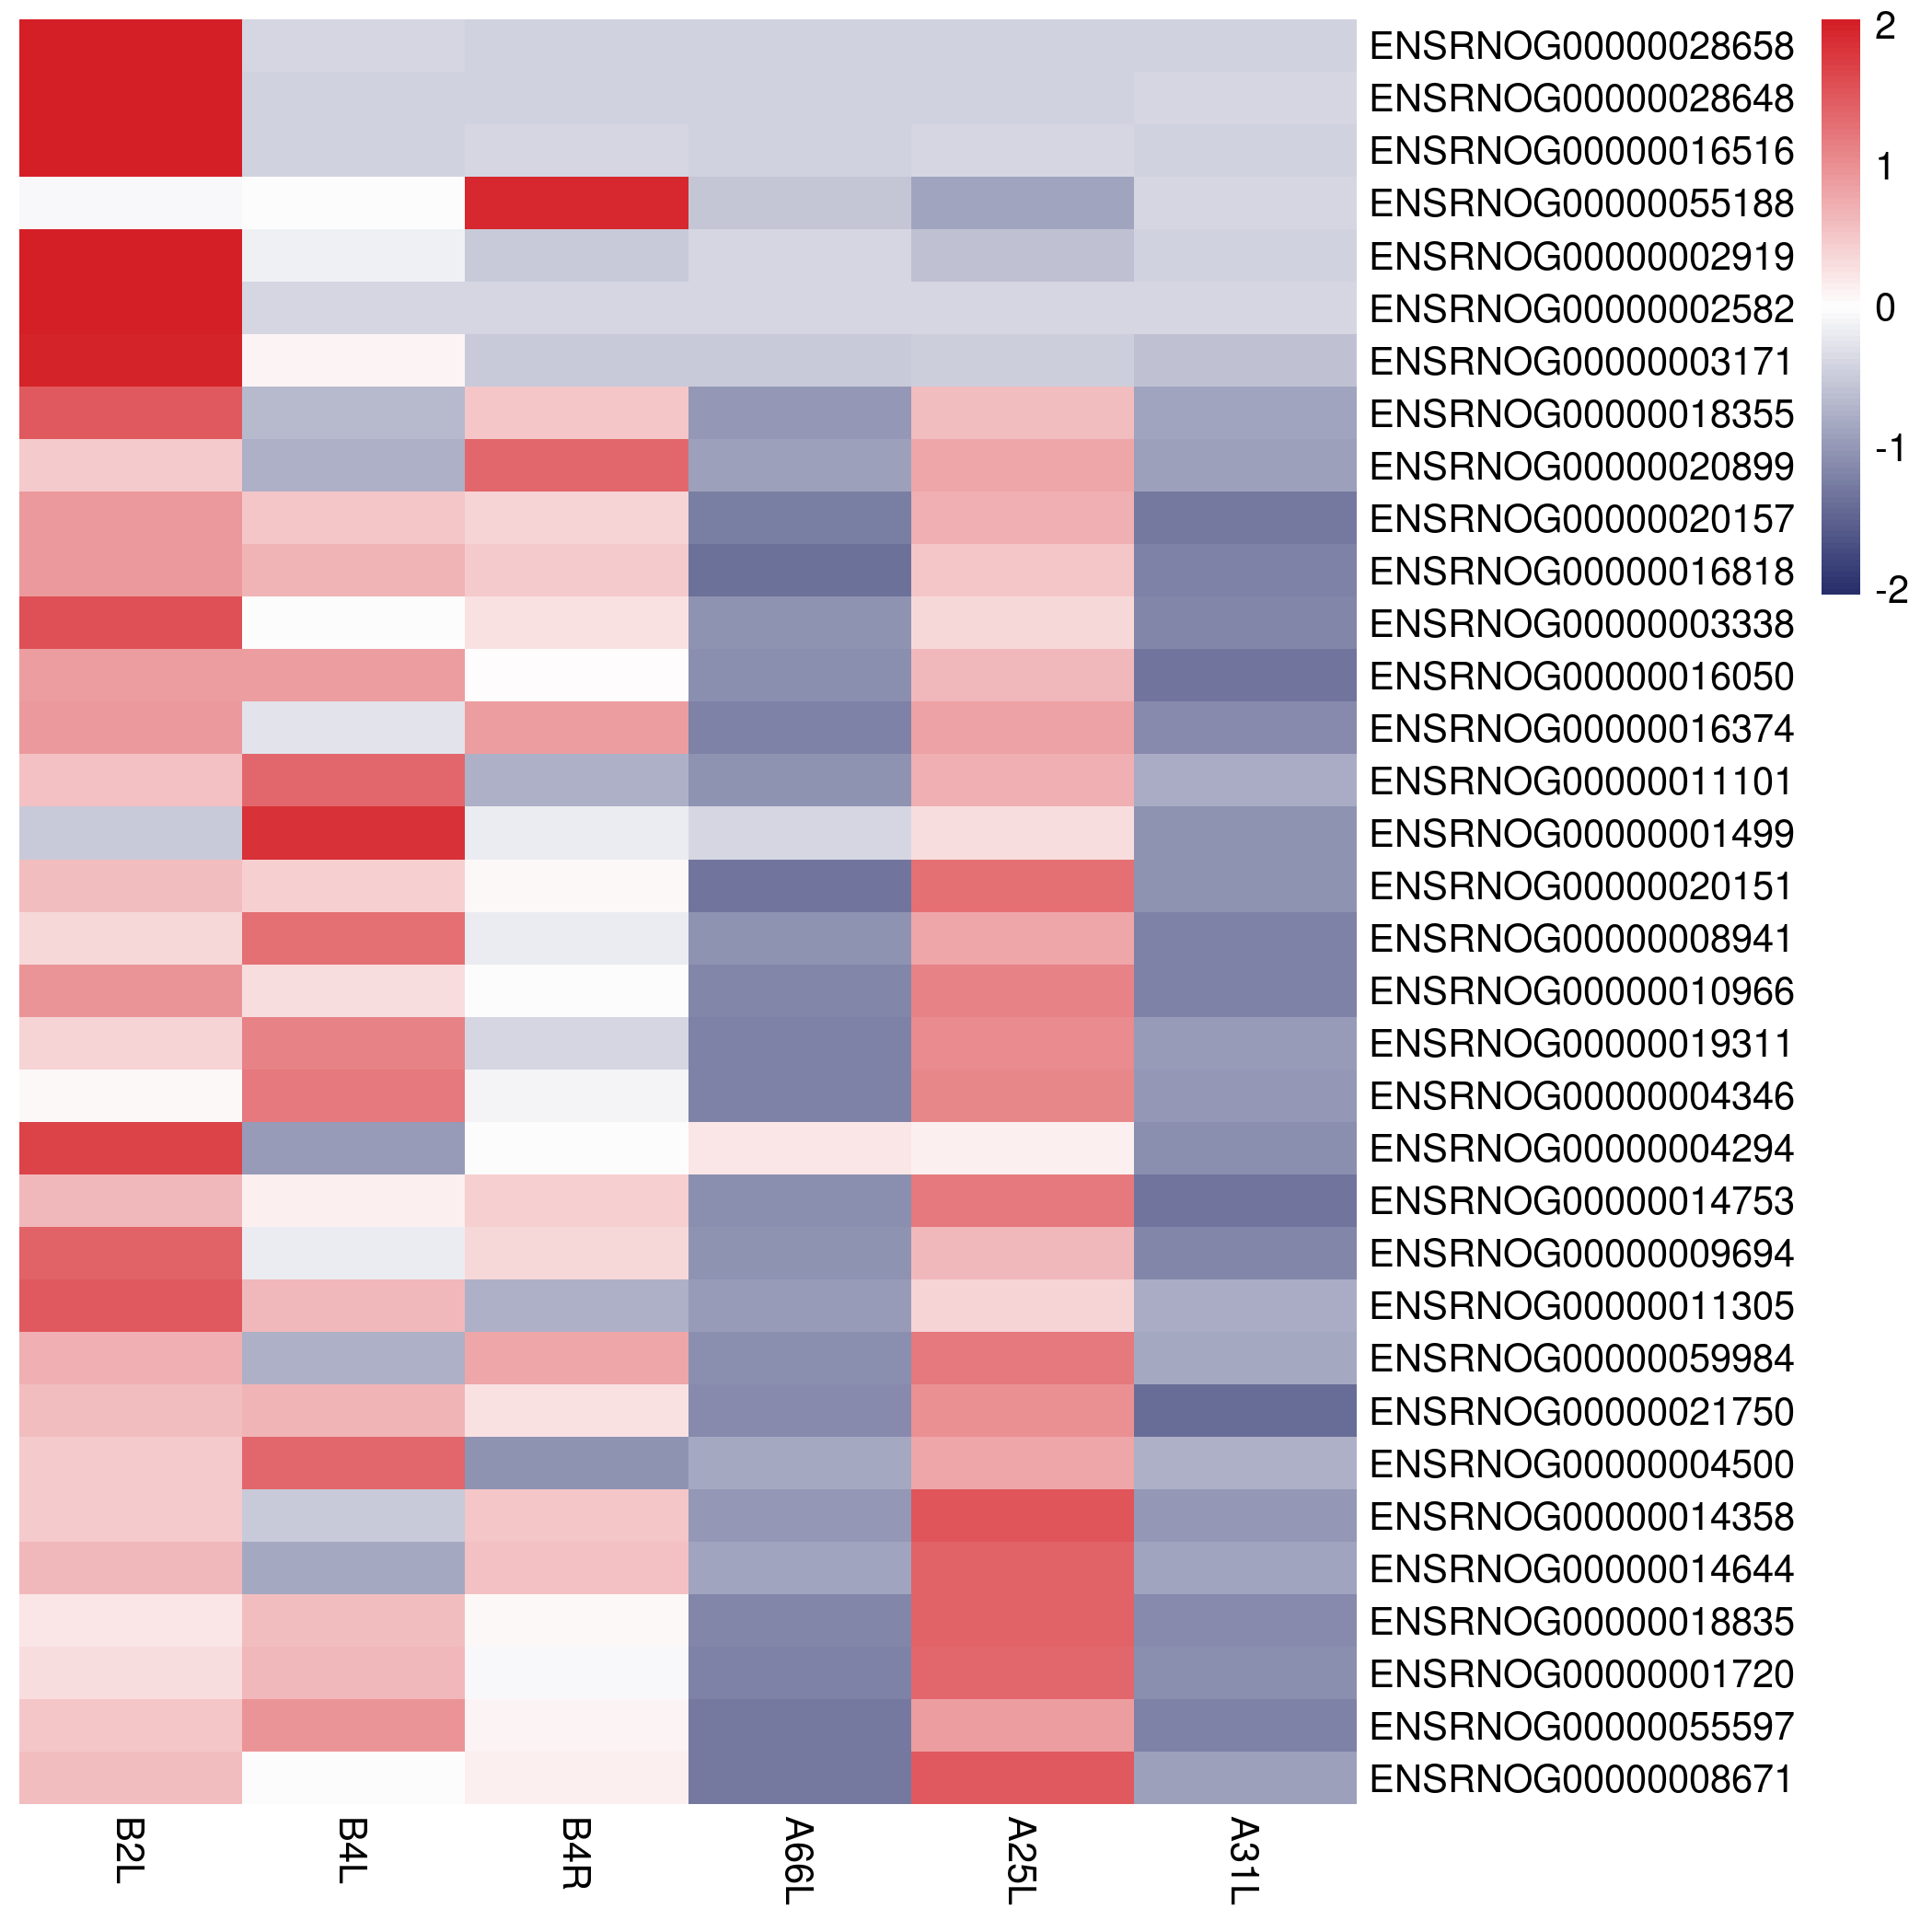 ENSRNOG00000028658
ENSRNOG00000028648
ENSRNOG00000016516
ENSRNOG00000055188
ENSRNOG00000002919
ENSRNOG00000002582
ENSRNOG00000003171
ENSRNOG00000018355
ENSRNOG00000020899
ENSRNOG00000020157
ENSRNOG00000016818
ENSRNOG00000003338
ENSRNOG00000016050
ENSRNOG00000016374
ENSRNOG00000011101
ENSRNOG00000001499
ENSRNOG00000020151
ENSRNOG00000008941
ENSRNOG00000010966
ENSRNOG00000019311
ENSRNOG00000004346
ENSRNOG00000004294
ENSRNOG00000014753
ENSRNOG00000009694
ENSRNOG00000011305
ENSRNOG00000059984
ENSRNOG00000021750
ENSRNOG00000004500
ENSRNOG00000014358
ENSRNOG00000014644
ENSRNOG00000018835
ENSRNOG00000001720
ENSRNOG00000055597
ENSRNOG00000008671
2
1
0
-1
-2
B2L
B4L
B4R
A66L
A25L
A31L